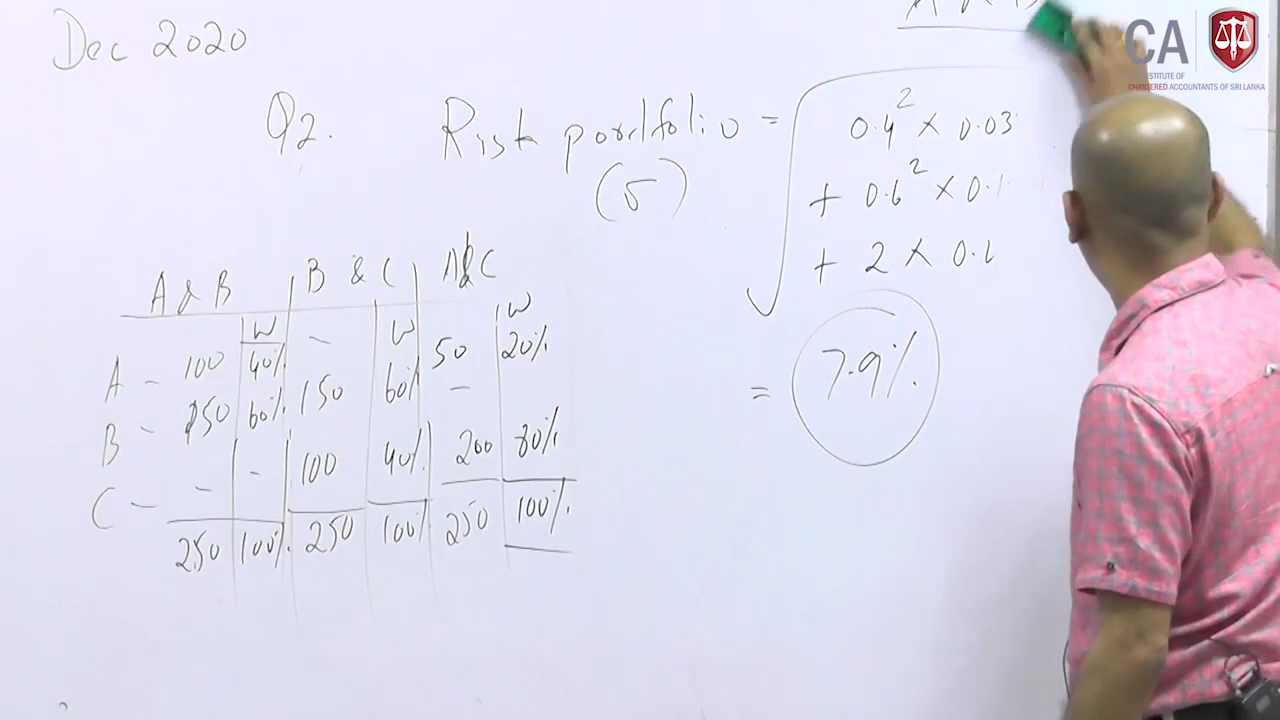 Dec 2020
CA
INSTITUTE OF
CHARTERED ACCOUNTANTS OF SRI LANKA
Q2. Risk portfolio =
(σ)
0.4² × 0.03
+ 0.6² × 0.1
+ 2 × 0.
= 7.9%
A & B B & C A & C
W W W
A - 100 40% - 50 20%
B - 150 60% 150 60% -
C - - - 100 40% 200 80%
250 100% 250 100% 250 100%